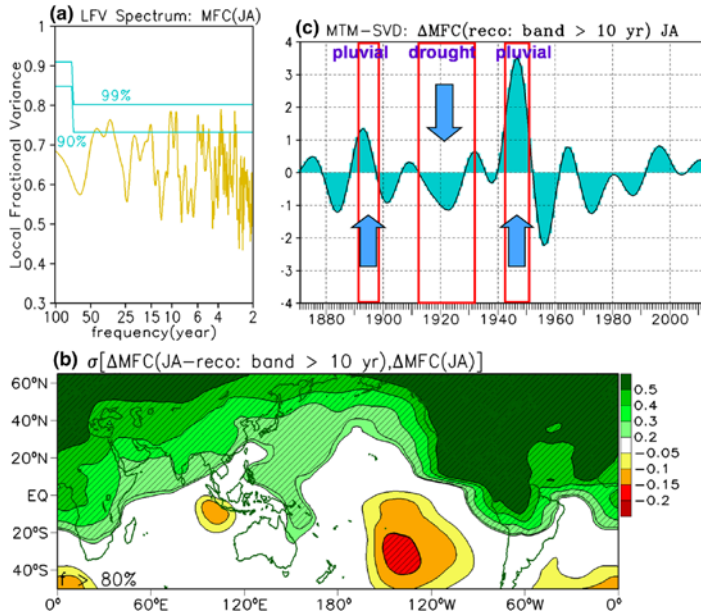 (a) LFV Spectrum: MFC(JA)
Local Fractional Variance
1
0.9
0.8
0.7
0.6
0.5
0.4
0.3
99%
90%
100 50 25 15 10 6 4 2
frequency(year)
(c) MTM-SVD: ΔMFC(reco: band > 10 yr) JA
pluvial drought pluvial
4
3
2
1
0
-1
-2
-3
-4
1880 1900 1920 1940 1960 1980 2000
(b) σ[ΔMFC(JA-reco: band > 10 yr),ΔMFC(JA)]
60°N
40°N
20°N
EQ
20°S
40°S
f > 80%
0° 60°E 120°E 180° 120°W 60°W 0°
0.5
0.4
0.3
0.2
-0.05
-0.1
-0.15
-0.2